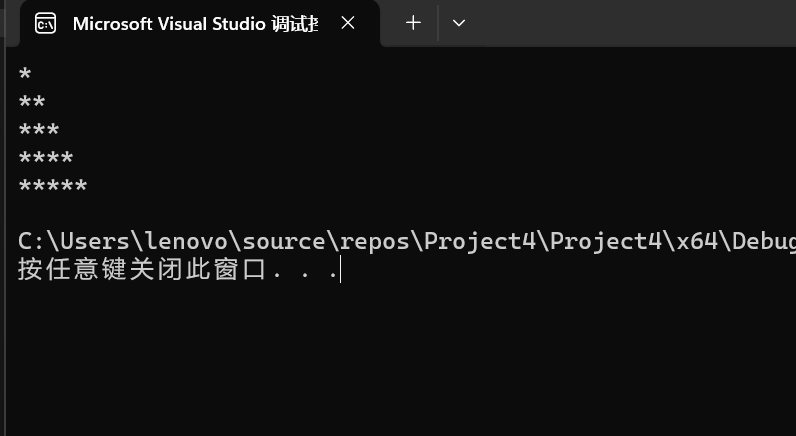 Microsoft Visual Studio 调试
*
**
***
****
*****
C:\Users\lenovo\source\repos\Project4\Project4\x64\Debug
按任意键关闭此窗口. . .